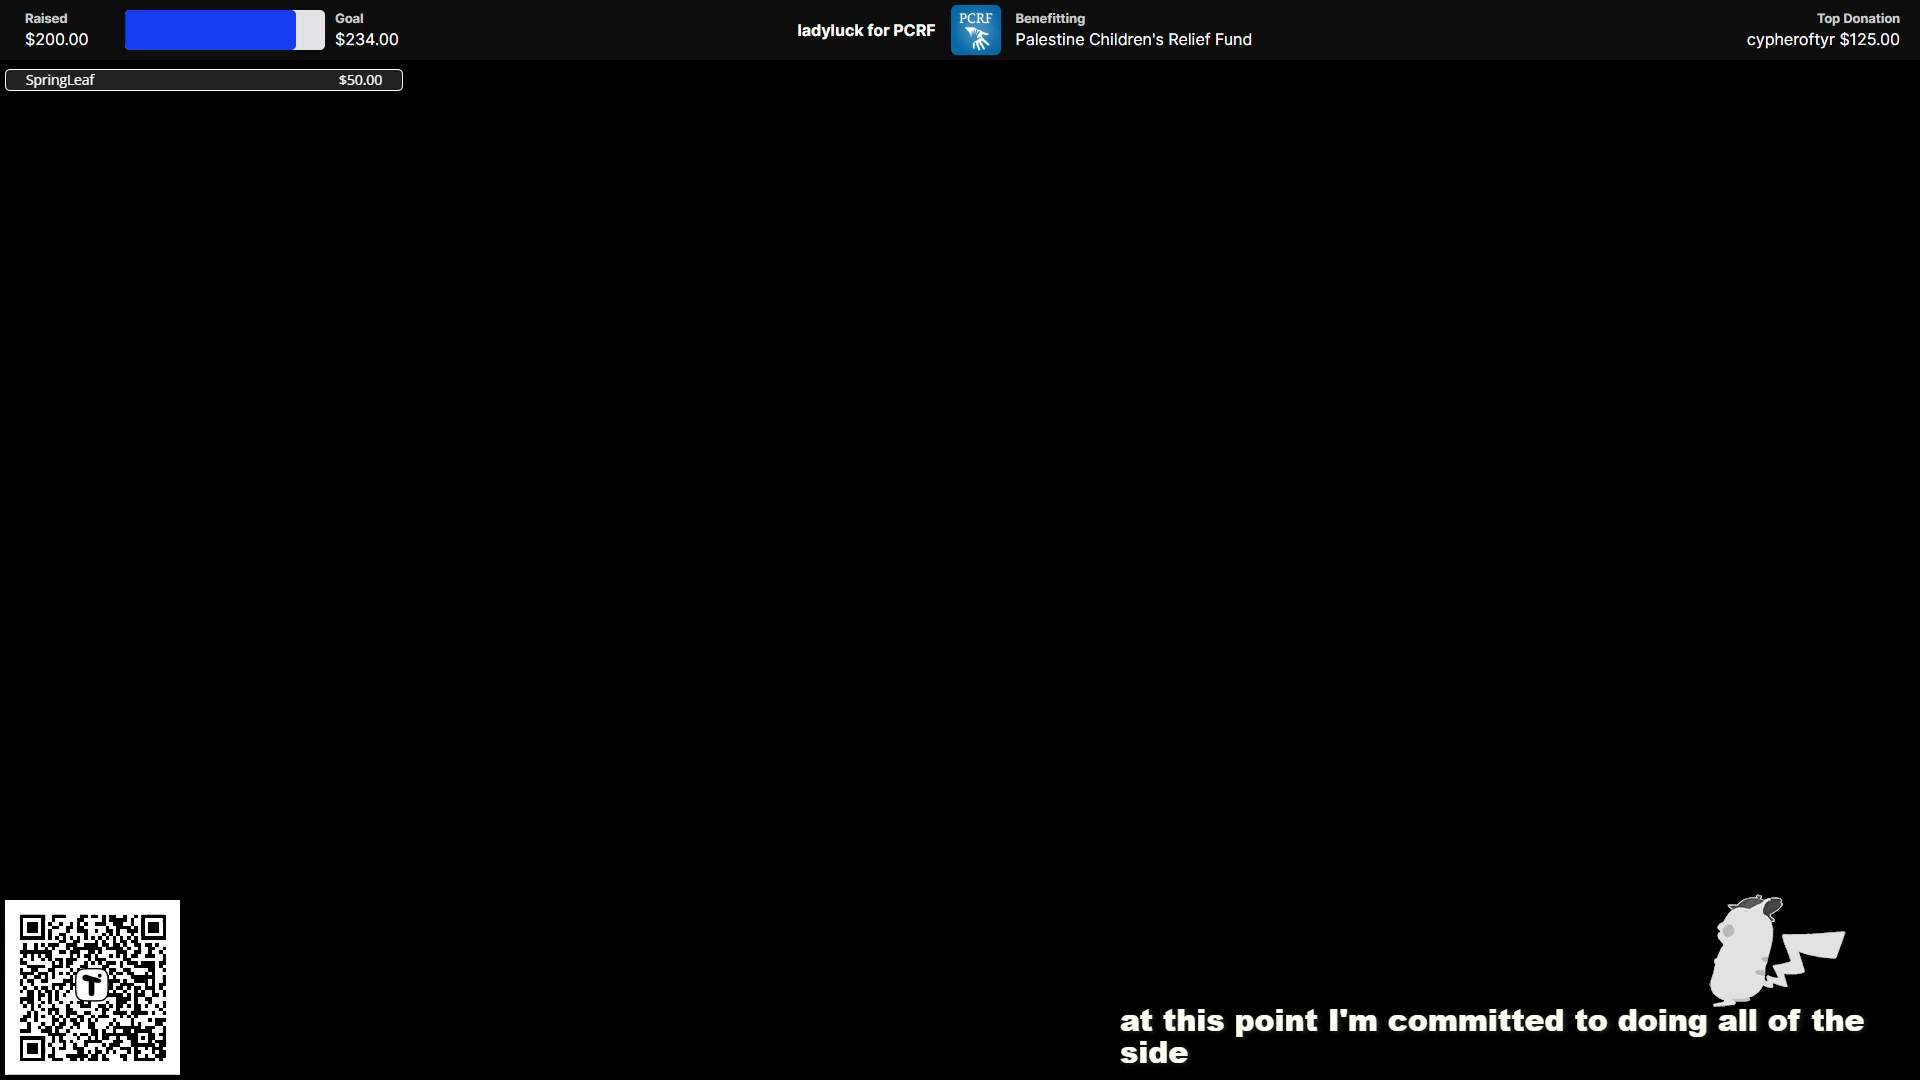 Raised
$200.00
Goal
$234.00
ladyluck for PCRF
PCRF
Benefitting
Palestine Children's Relief Fund
Top Donation
cypheroftyr $125.00
SpringLeaf $50.00
T
at this point I'm committed to doing all of the
side